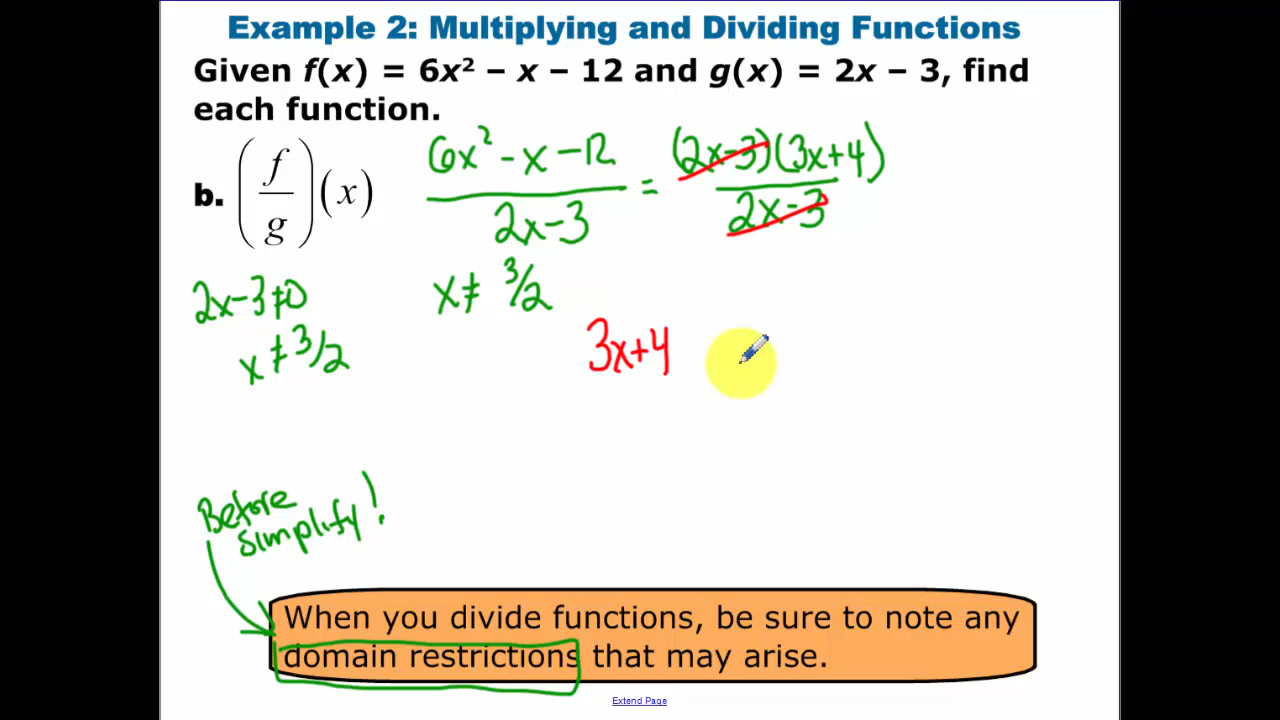 Example 2: Multiplying and Dividing Functions
Given f(x) = 6x² – x – 12 and g(x) = 2x – 3, find
each function.
b. (f/g)(x) (6x² - x - 12)/(2x - 3) = ((2x-3)(3x+4))/(2x-3)
2x-3≠0 x≠ 3/2
x≠3/2 3x+4
Before
simplify!
When you divide functions, be sure to note any
domain restrictions that may arise.
Extend Page